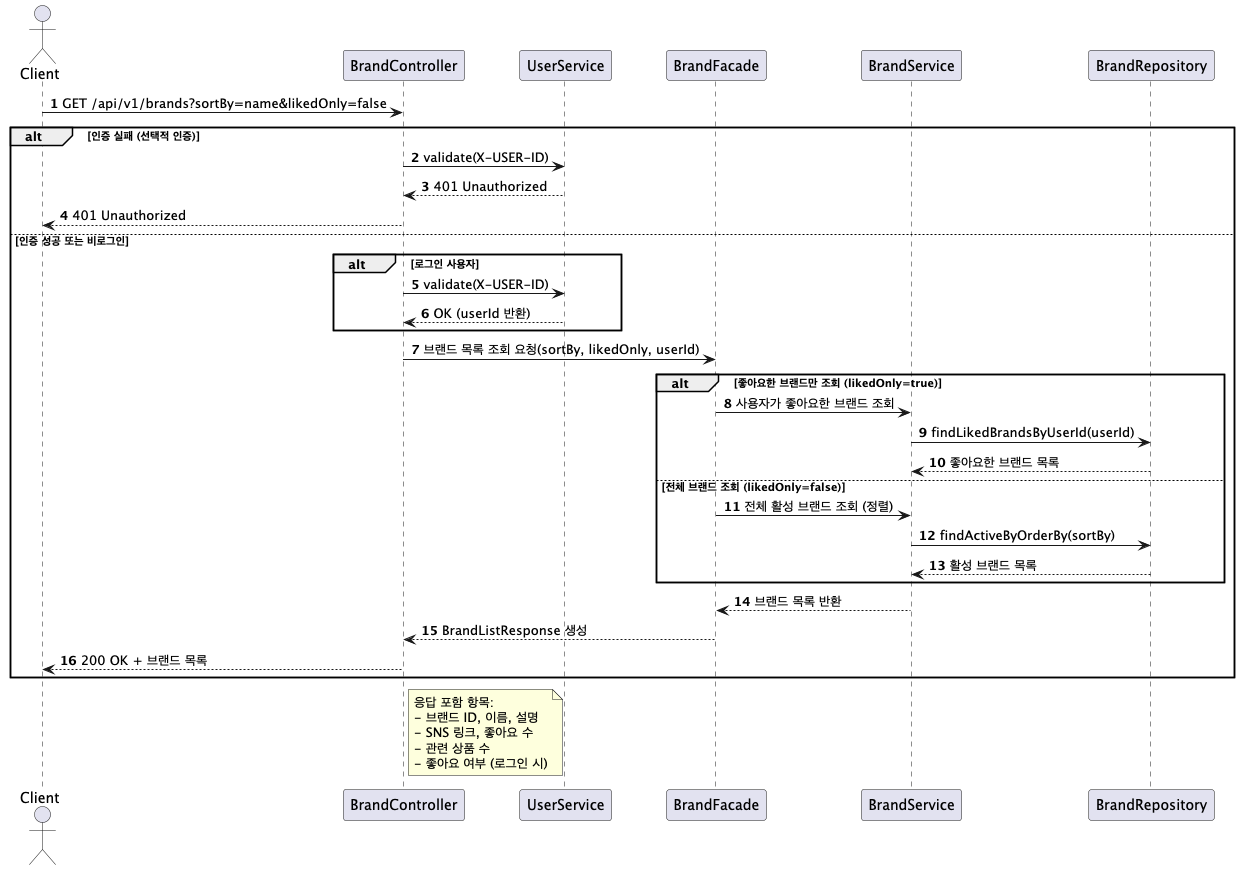 Client
BrandController
UserService
BrandFacade
BrandService
BrandRepository
1 GET /api/v1/brands?sortBy=name&likedOnly=false
alt [인증 실패 (선택적 인증)]
2 validate(X-USER-ID)
3 401 Unauthorized
4 401 Unauthorized
[인증 성공 또는 비로그인]
alt [로그인 사용자]
5 validate(X-USER-ID)
6 OK (userId 반환)
7 브랜드 목록 조회 요청(sortBy, likedOnly, userId)
alt [좋아요한 브랜드만 조회 (likedOnly=true)]
8 사용자가 좋아요한 브랜드 조회
9 findLikedBrandsByUserId(userId)
10 좋아요한 브랜드 목록
[전체 브랜드 조회 (likedOnly=false)]
11 전체 활성 브랜드 조회 (정렬)
12 findActiveByOrderBy(sortBy)
13 활성 브랜드 목록
14 브랜드 목록 반환
15 BrandListResponse 생성
16 200 OK + 브랜드 목록
응답 포함 항목:
– 브랜드 ID, 이름, 설명
– SNS 링크, 좋아요 수
– 관련 상품 수
– 좋아요 여부 (로그인 시)
Client
BrandController
UserService
BrandFacade
BrandService
BrandRepository